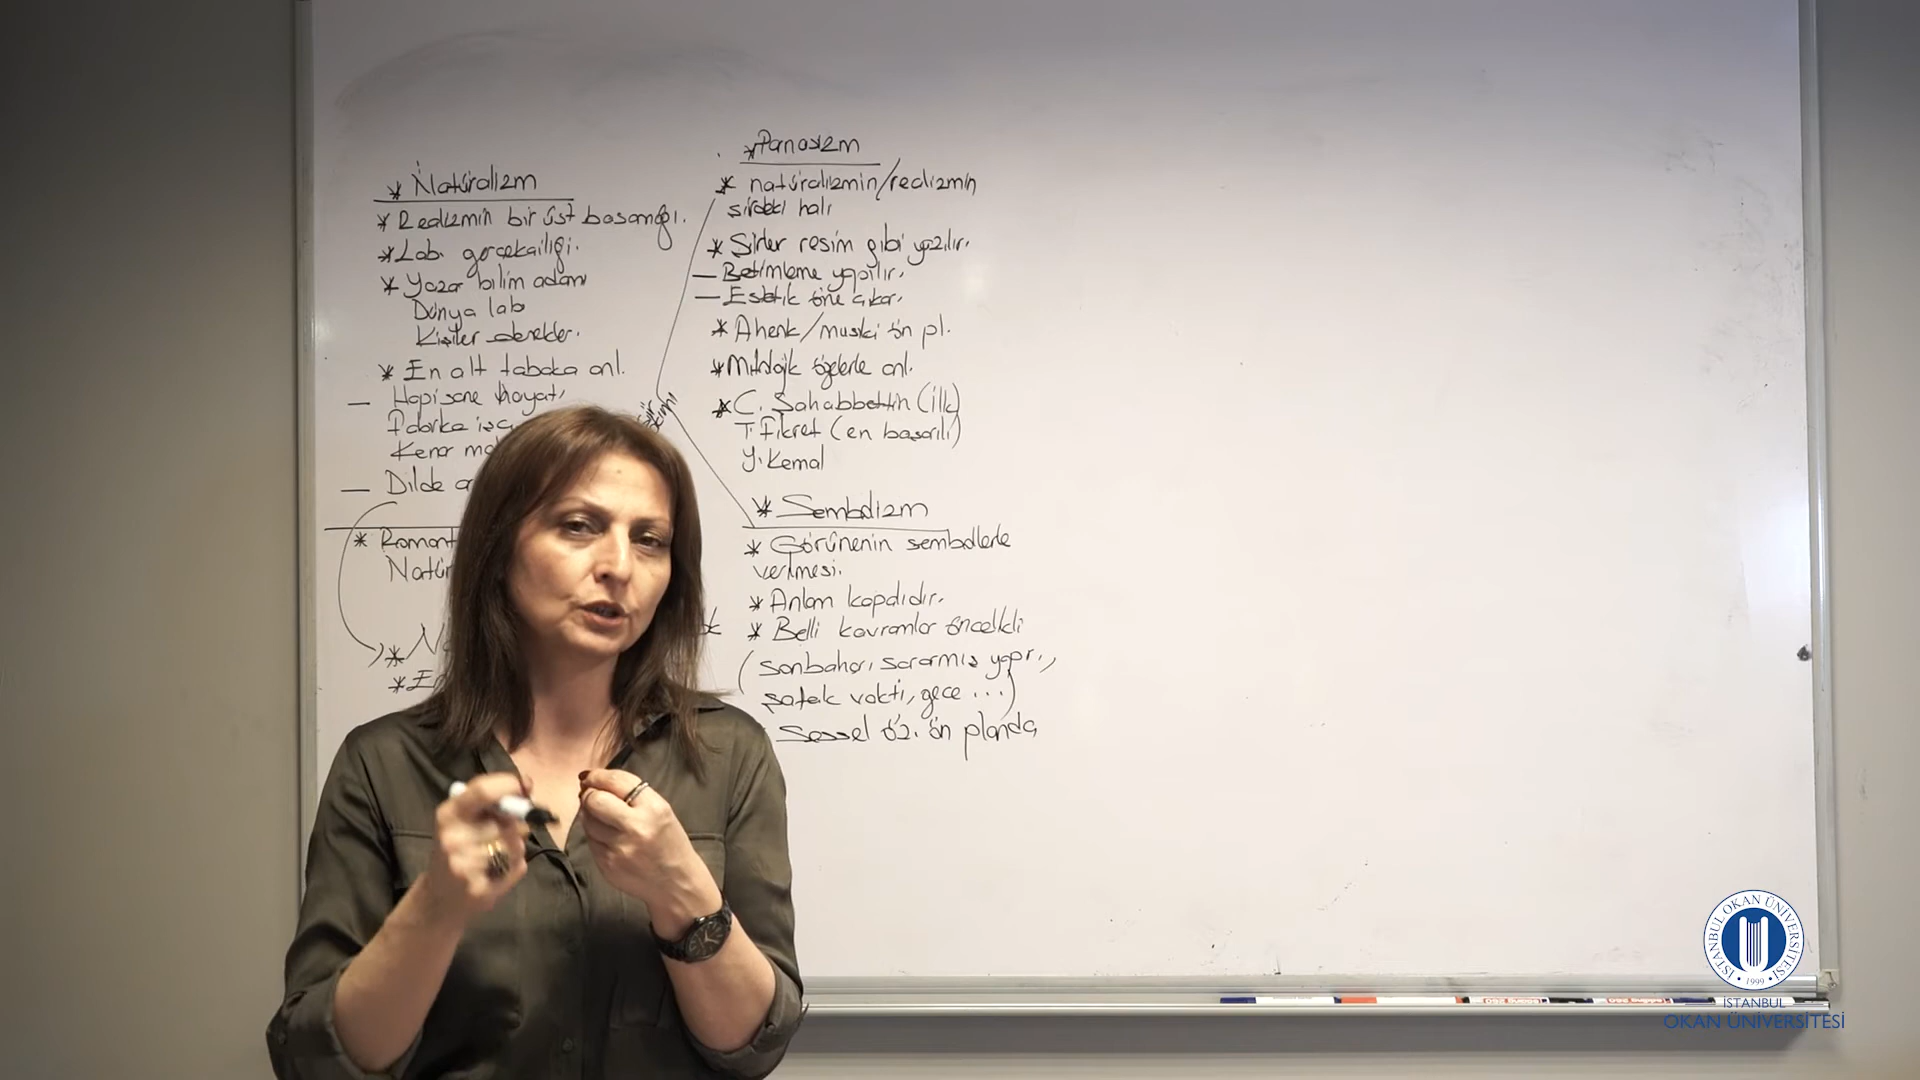 * Natüralizm
* Realizmin bir üst basamağı.
* Lab. gerçekçiliği.
* Yazar bilim adamı
Dünya lab
Kişiler denekler.
* En alt tabaka anl.
— Hapisane hayatı
Fabrika işç
Kenar ma
— Dilde
* Romant
Natür
* Parnasizm
* natüralizmin/realizmin
şiirdeki hali
* Şiirler resim gibi yazılır.
— Betimleme yapılır.
— Estetik öne çıkar.
* Ahenk/musiki ön pl.
* Mitolojik ögelerle anl.
* C. Şahabbettin (ilk)
T. Fikret (en başarılı)
Y. Kemal
* Sembolizm
* Görünenin sembollerle
verilmesi.
* Anlam kapalıdır.
* Belli kavramlar öncelikli
(sonbahar, sararmış yapr.,
şafak vakti, gece ...)
Sessel öz. ön planda
İSTANBUL OKAN ÜNİVERSİTESİ
• 1999 •
İSTANBUL
OKAN ÜNİVERSİTESİ